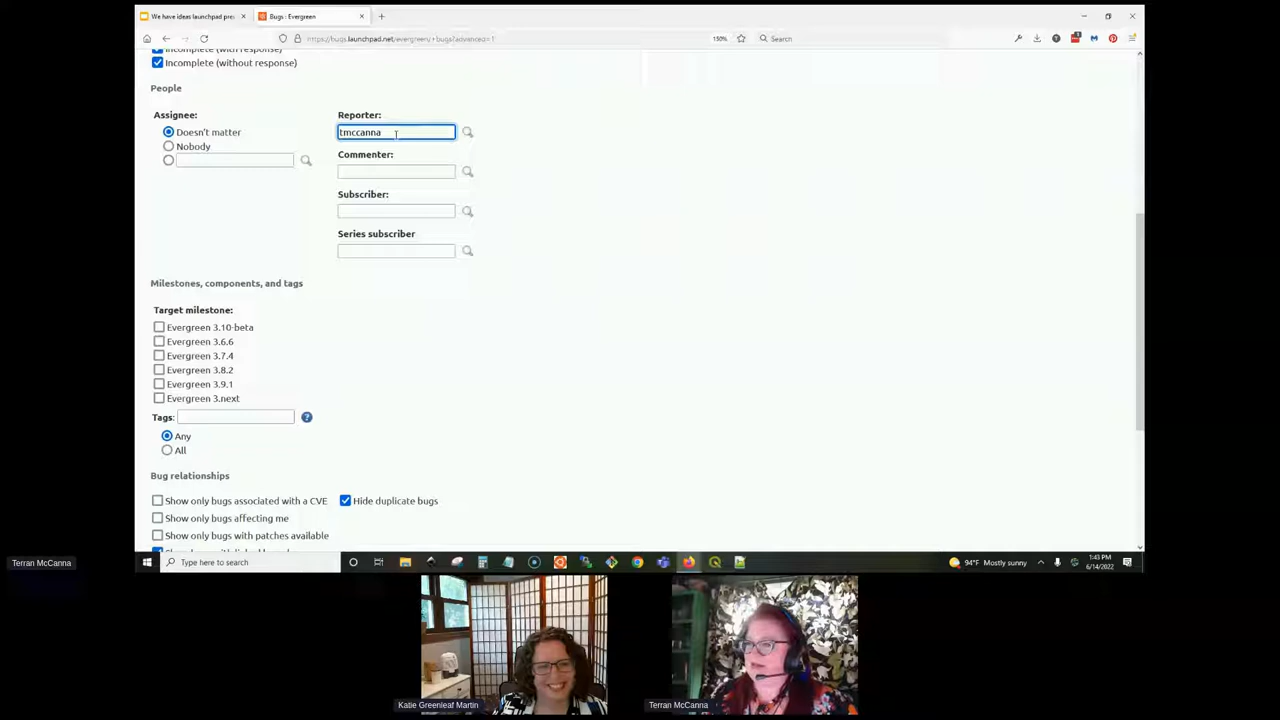 We have ideas launchpad pre
Bugs : Evergreen
https://bugs.launchpad.net/evergreen/+bugs?advanced=1
150%
Search
Incomplete (with response)
Incomplete (without response)
People
Assignee:
Reporter:
Doesn't matter
tmccanna
Nobody
Commenter:
Subscriber:
Series subscriber
Milestones, components, and tags
Target milestone:
Evergreen 3.10-beta
Evergreen 3.6.6
Evergreen 3.7.4
Evergreen 3.8.2
Evergreen 3.9.1
Evergreen 3.next
Tags:
Any
All
Bug relationships
Show only bugs associated with a CVE
Hide duplicate bugs
Show only bugs affecting me
Show only bugs with patches available
Type here to search
94°F Mostly sunny
1:43 PM
6/14/2022
Terran McCanna
Katie Greenleaf Martin
Terran McCanna